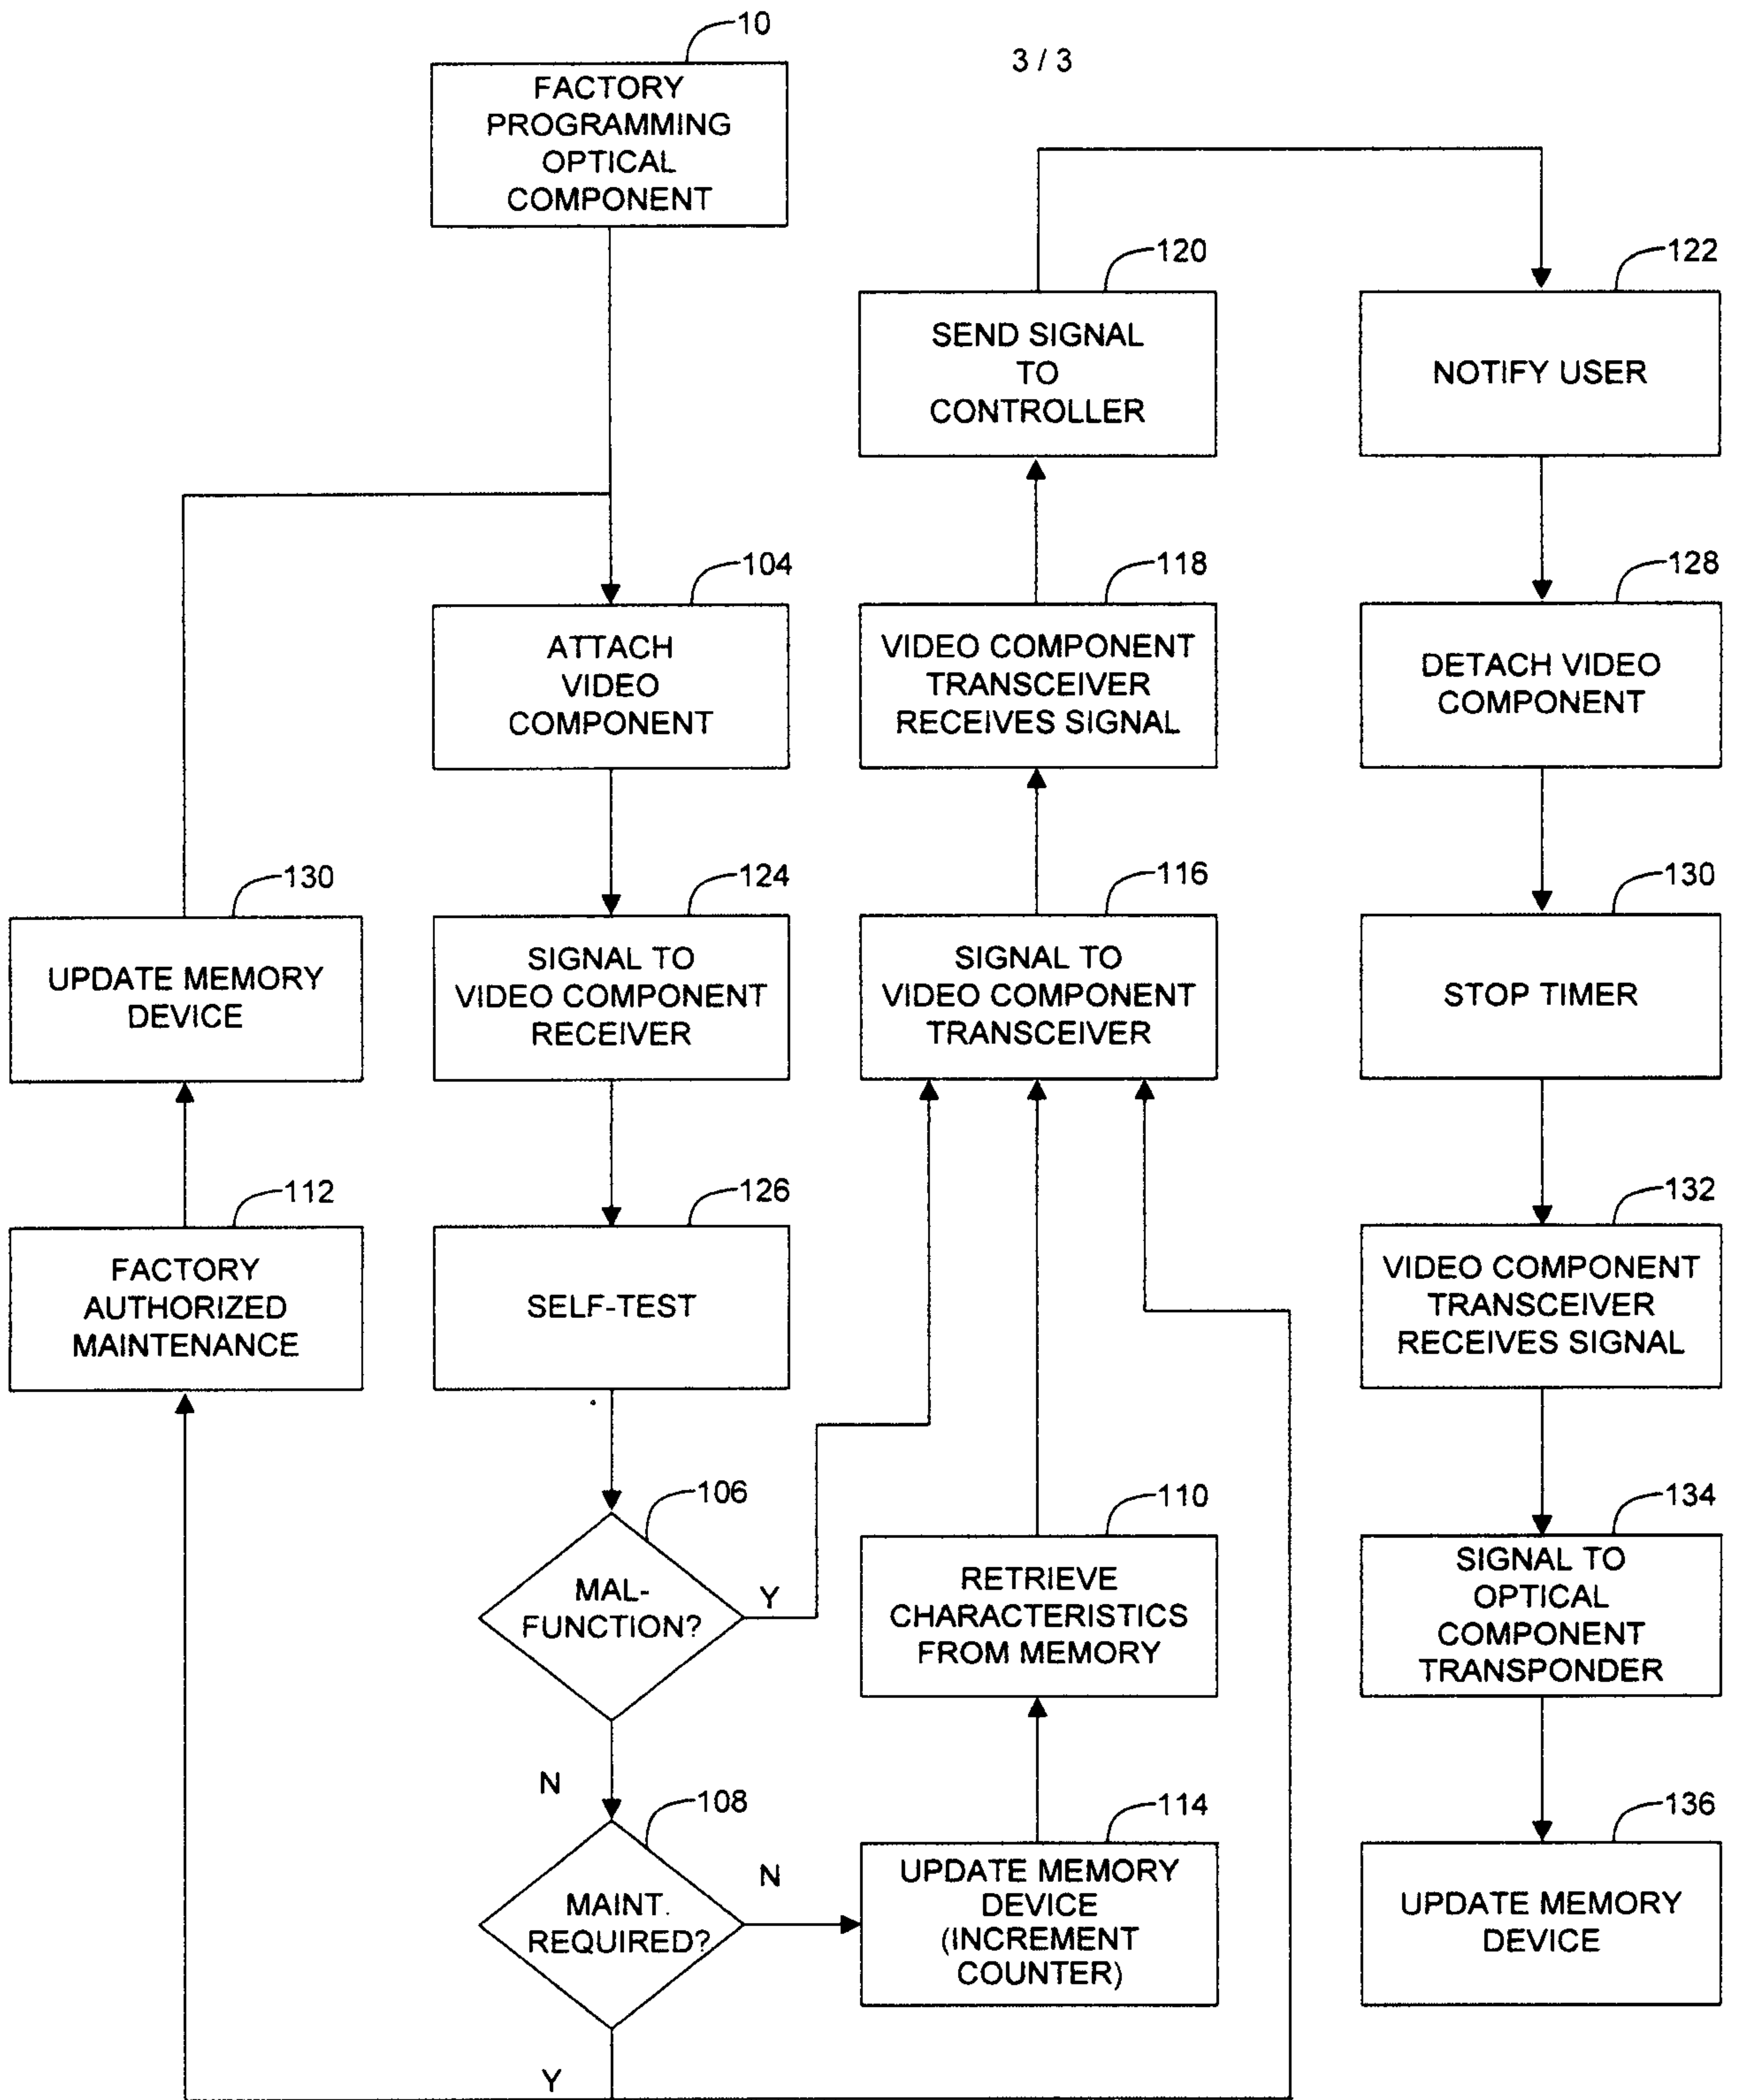 10
3 / 3
FACTORY
PROGRAMMING
OPTICAL
COMPONENT
120
SEND SIGNAL
TO
CONTROLLER
122
NOTIFY USER
104
ATTACH
VIDEO
COMPONENT
118
VIDEO COMPONENT
TRANSCEIVER
RECEIVES SIGNAL
128
DETACH VIDEO
COMPONENT
130
UPDATE MEMORY
DEVICE
124
SIGNAL TO
VIDEO COMPONENT
RECEIVER
116
SIGNAL TO
VIDEO COMPONENT
TRANSCEIVER
130
STOP TIMER
112
FACTORY
AUTHORIZED
MAINTENANCE
126
SELF-TEST
132
VIDEO COMPONENT
TRANSCEIVER
RECEIVES SIGNAL
106
MAL-
FUNCTION?
Y
N
110
RETRIEVE
CHARACTERISTICS
FROM MEMORY
134
SIGNAL TO
OPTICAL
COMPONENT
TRANSPONDER
108
MAINT.
REQUIRED?
N
Y
114
UPDATE MEMORY
DEVICE
(INCREMENT
COUNTER)
136
UPDATE MEMORY
DEVICE